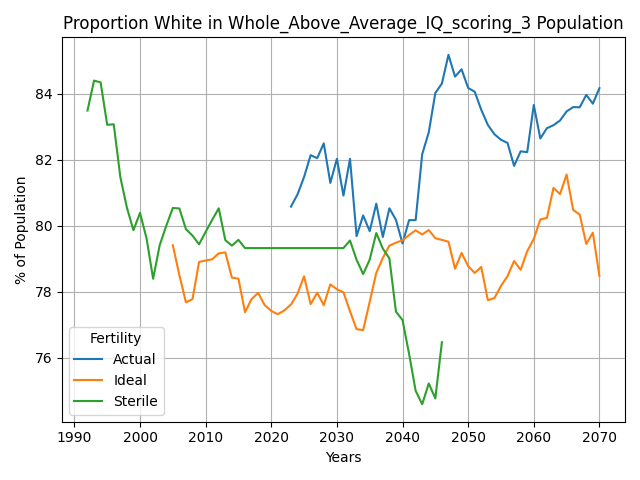 Proportion White in Whole_Above_Average_IQ_scoring_3 Population
% of Population
84
82
80
78
76
Fertility
Actual
Ideal
Sterile
1990 2000 2010 2020 2030 2040 2050 2060 2070
Years